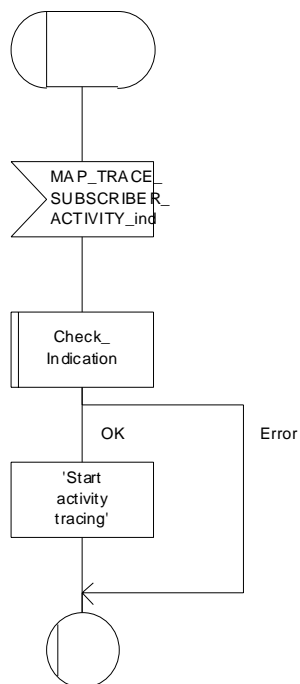 MAP_TRACE_
SUBSCRIBER_
ACTIVITY_ind
Check_
Indication
OK
Error
'Start
activity
tracing'